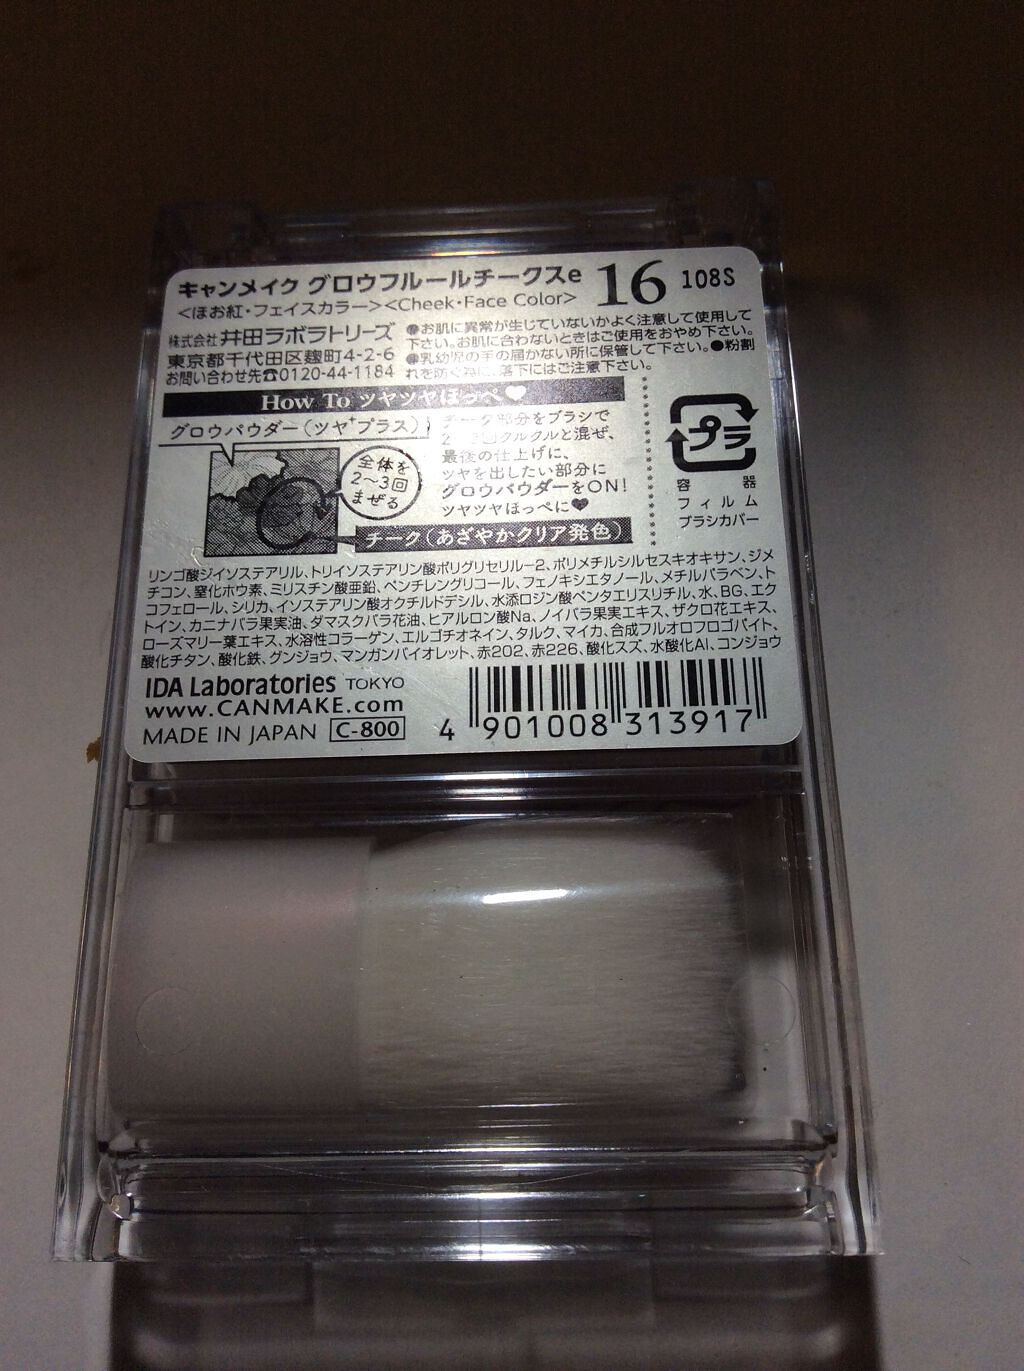 キャンメイク グロウフルールチークスe 16 108S
<ほお紅・フェイスカラー><Cheek・Face Color>
株式会社 井田ラボラトリーズ
東京都千代田区麹町4-2-6
お問い合わせ先☎0120-44-1184
●お肌に異常が生じていないかよく注意して使用して
下さい。お肌に合わないときはご使用をおやめ下さい。
●乳幼児の手の届かない所に保管して下さい。●粉割
れを防ぐ為に、落下にはご注意下さい。
How To ツヤツヤほっぺ♥
グロウパウダー(ツヤ⁺プラス)
全体を
2〜3回
まぜる
チーク(あざやかクリア発色)
チーク部分をブラシで
2〜3回クルクルと混ぜ、
最後の仕上げに、
ツヤを出したい部分に
グロウパウダーをON!
ツヤツヤほっぺに♥
プラ
容器
フィルム
ブラシカバー
リンゴ酸ジイソステアリル、トリイソステアリン酸ポリグリセリル-2、ポリメチルシルセスキオキサン、ジメ
チコン、窒化ホウ素、ミリスチン酸亜鉛、ペンチレングリコール、フェノキシエタノール、メチルパラベン、ト
コフェロール、シリカ、イソステアリン酸オクチルドデシル、水添ロジン酸ペンタエリスリチル、水、BG、エク
トイン、カニナバラ果実油、ダマスクバラ花油、ヒアルロン酸Na、ノイバラ果実エキス、ザクロ花エキス、
ローズマリー葉エキス、水溶性コラーゲン、エルゴチオネイン、タルク、マイカ、合成フルオロフロゴパイト、
酸化チタン、酸化鉄、グンジョウ、マンガンバイオレット、赤202、赤226、酸化スズ、水酸化Al、コンジョウ
IDA Laboratories TOKYO
www.CANMAKE.com
MADE IN JAPAN C-800
4 901008 313917